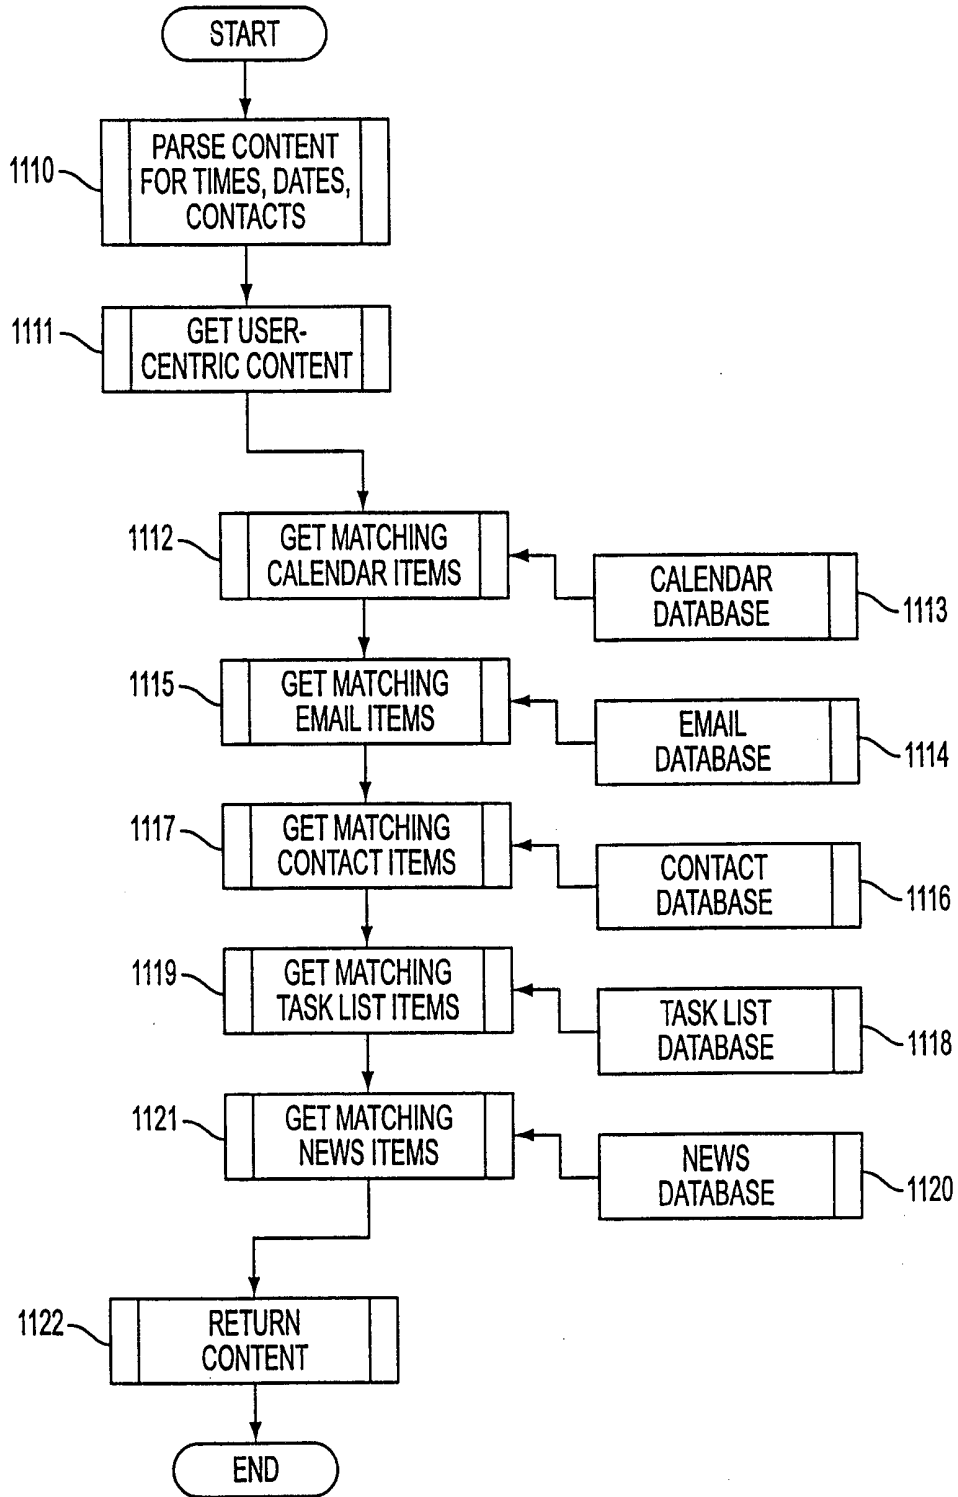 START
1110
PARSE CONTENT
FOR TIMES, DATES,
CONTACTS
1111
GET USER-
CENTRIC CONTENT
1112
GET MATCHING
CALENDAR ITEMS
CALENDAR
DATABASE
1113
1115
GET MATCHING
EMAIL ITEMS
EMAIL
DATABASE
1114
1117
GET MATCHING
CONTACT ITEMS
CONTACT
DATABASE
1116
1119
GET MATCHING
TASK LIST ITEMS
TASK LIST
DATABASE
1118
1121
GET MATCHING
NEWS ITEMS
NEWS
DATABASE
1120
1122
RETURN
CONTENT
END